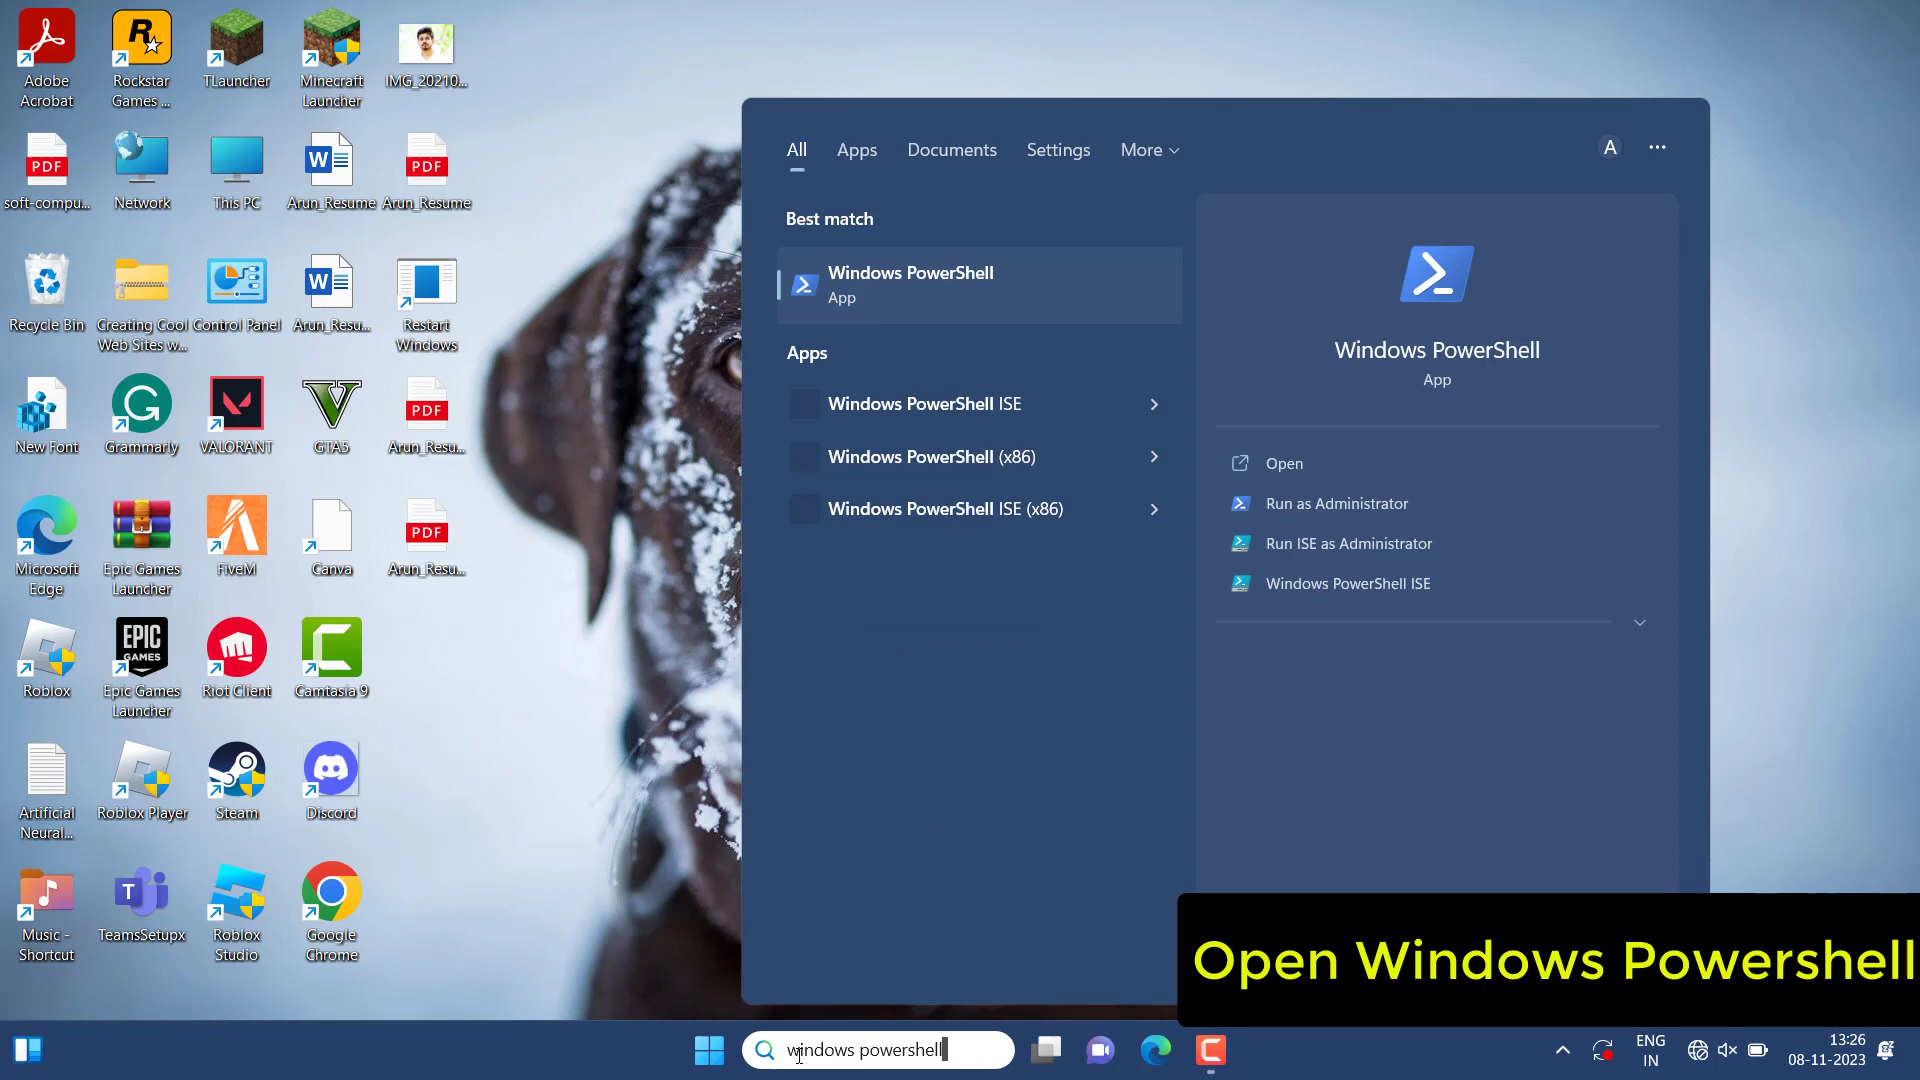 Adobe
Acrobat
Rockstar
Games ...
TLauncher
Minecraft
Launcher
IMG_20210...
soft-compu...
Network
This PC
Arun_Resume
Arun_Resume
Recycle Bin
Creating Cool
Web Sites w...
Control Panel
Arun_Resu...
Restart
Windows
New Font
Grammarly
VALORANT
GTA5
Arun_Resu...
Microsoft
Edge
Epic Games
Launcher
FiveM
Canva
Arun_Resu...
Roblox
Epic Games
Launcher
Riot Client
Camtasia 9
Artificial
Neural...
Roblox Player
Steam
Discord
Music -
Shortcut
TeamsSetupx
Roblox
Studio
Google
Chrome
PDF
PDF
PDF
PDF
EPIC
GAMES
All
Apps
Documents
Settings
More
A
Best match
Windows PowerShell
App
Apps
Windows PowerShell ISE
Windows PowerShell (x86)
Windows PowerShell ISE (x86)
Windows PowerShell
App
Open
Run as Administrator
Run ISE as Administrator
Windows PowerShell ISE
Open Windows Powershell
windows powershell
ENG
IN
13:26
08-11-2023